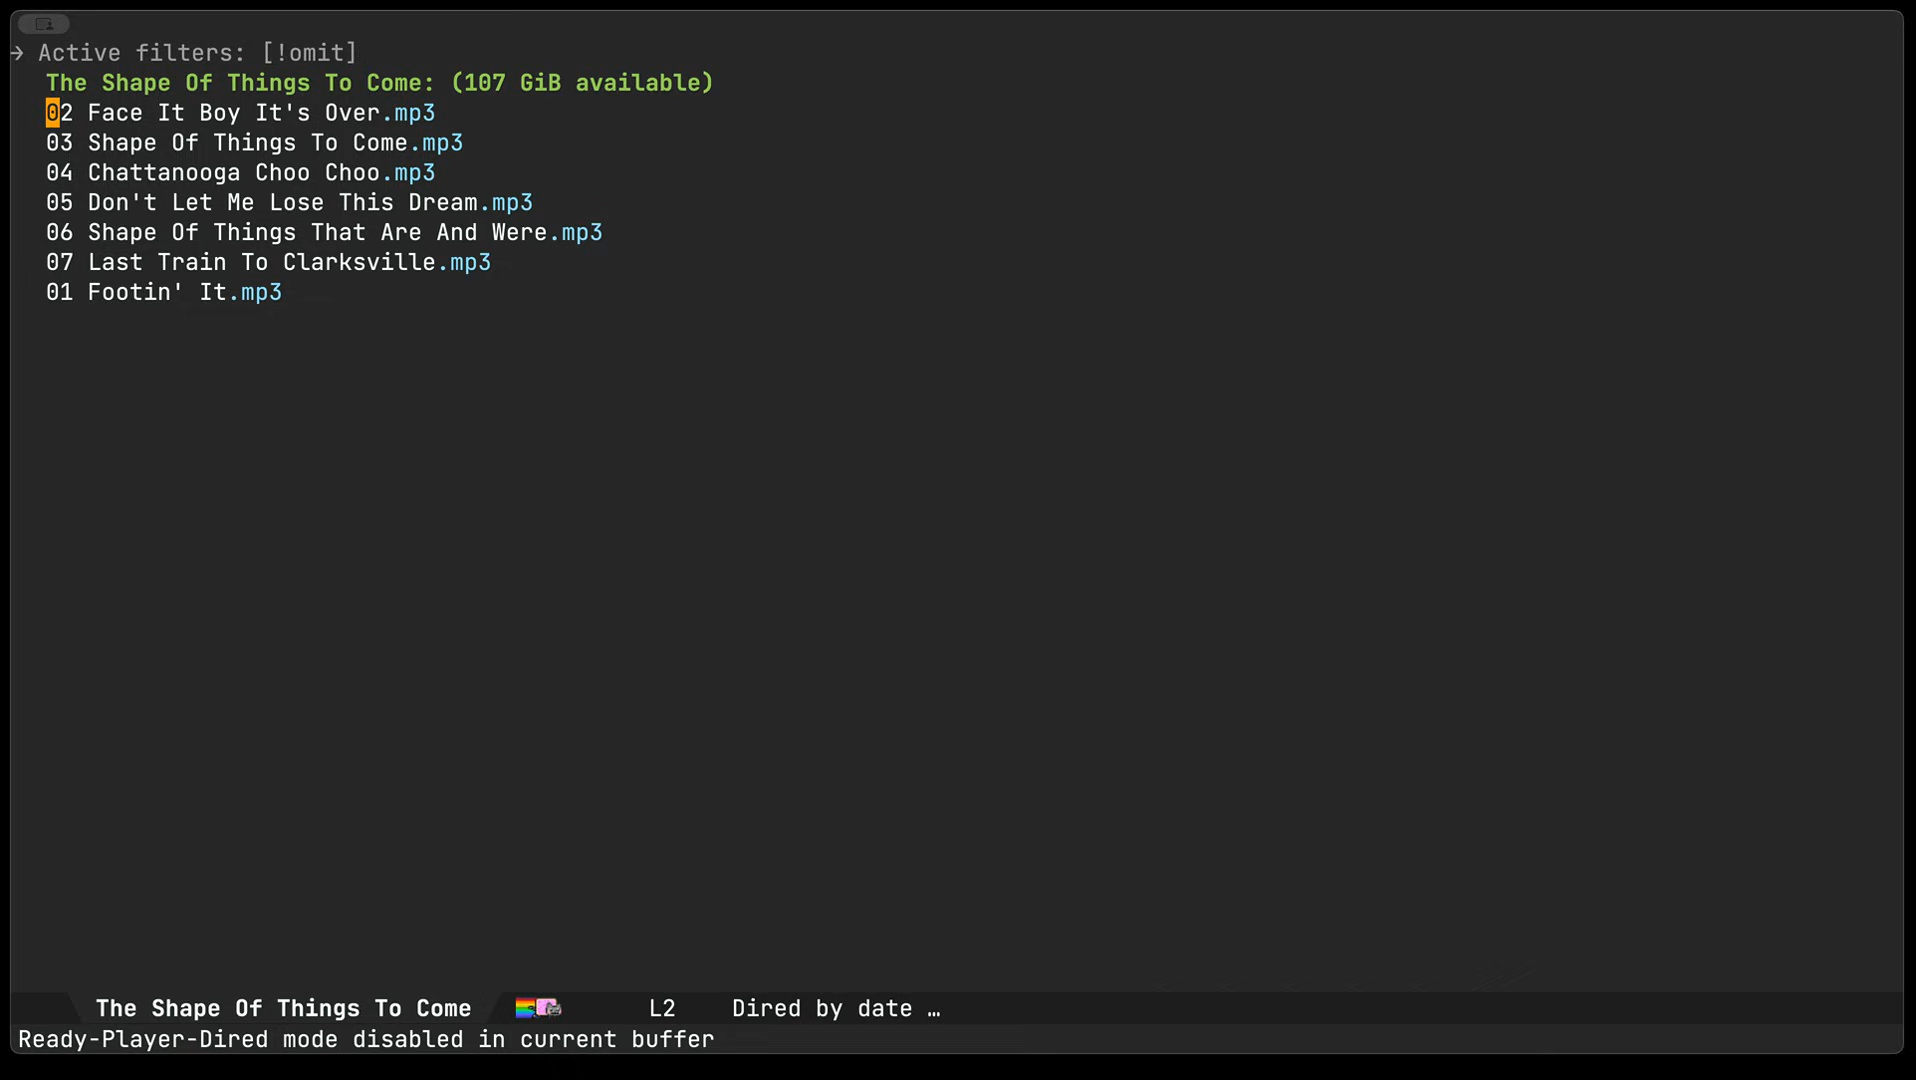 → Active filters: [!omit]
The Shape Of Things To Come: (107 GiB available)
02 Face It Boy It's Over.mp3
03 Shape Of Things To Come.mp3
04 Chattanooga Choo Choo.mp3
05 Don't Let Me Lose This Dream.mp3
06 Shape Of Things That Are And Were.mp3
07 Last Train To Clarksville.mp3
01 Footin' It.mp3
The Shape Of Things To Come L2 Dired by date …
Ready-Player-Dired mode disabled in current buffer